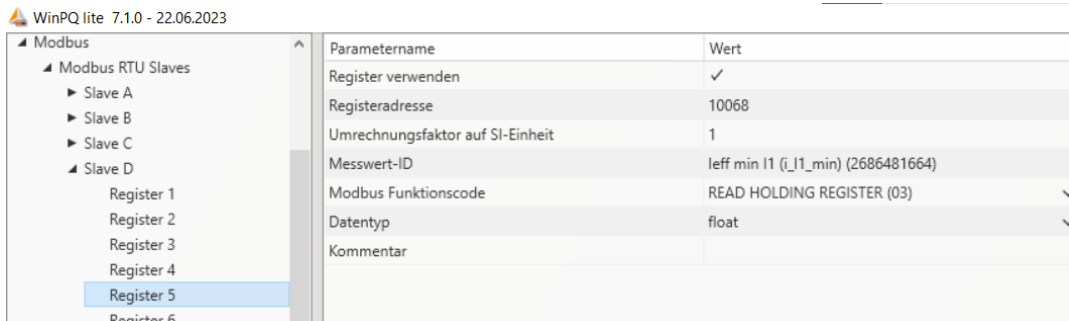 WinPQ lite 7.1.0 - 22.06.2023
Modbus
Modbus RTU Slaves
Slave A
Slave B
Slave C
Slave D
Register 1
Register 2
Register 3
Register 4
Register 5
Register 6
Parametername Wert
Register verwenden ✓
Registeradresse 10068
Umrechnungsfaktor auf SI-Einheit 1
Messwert-ID Ieff min I1 (i_I1_min) (2686481664)
Modbus Funktionscode READ HOLDING REGISTER (03)
Datentyp float
Kommentar